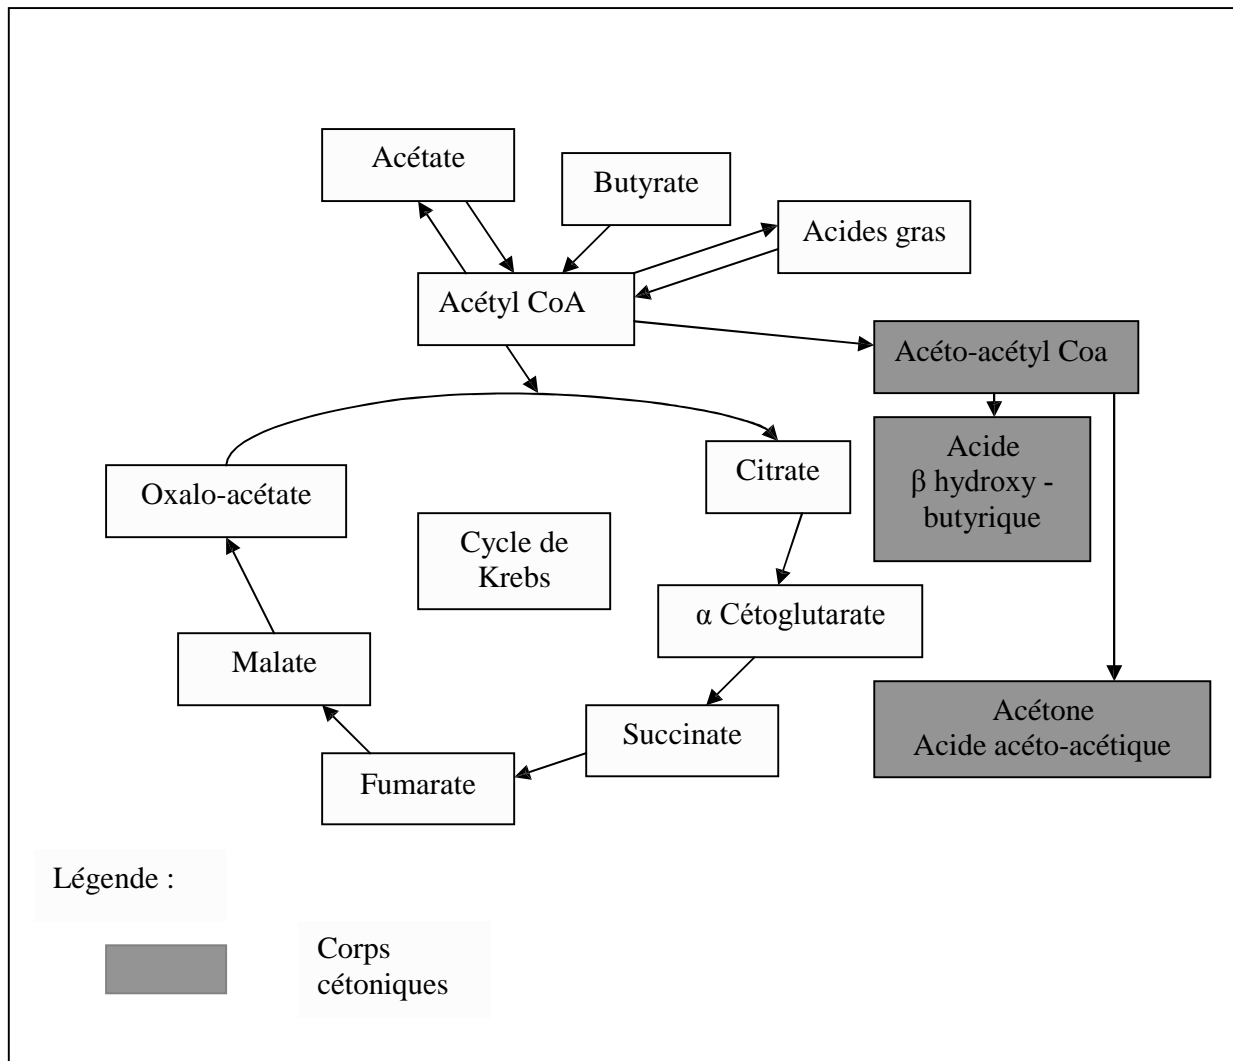 Acétate
Butyrate
Acides gras
Acétyl CoA
Acéto-acétyl Coa
Acide
β hydroxy -
butyrique
Citrate
Oxalo-acétate
Cycle de
Krebs
α Cétoglutarate
Malate
Succinate
Acétone
Acide acéto-acétique
Fumarate
Légende :
Corps
cétoniques